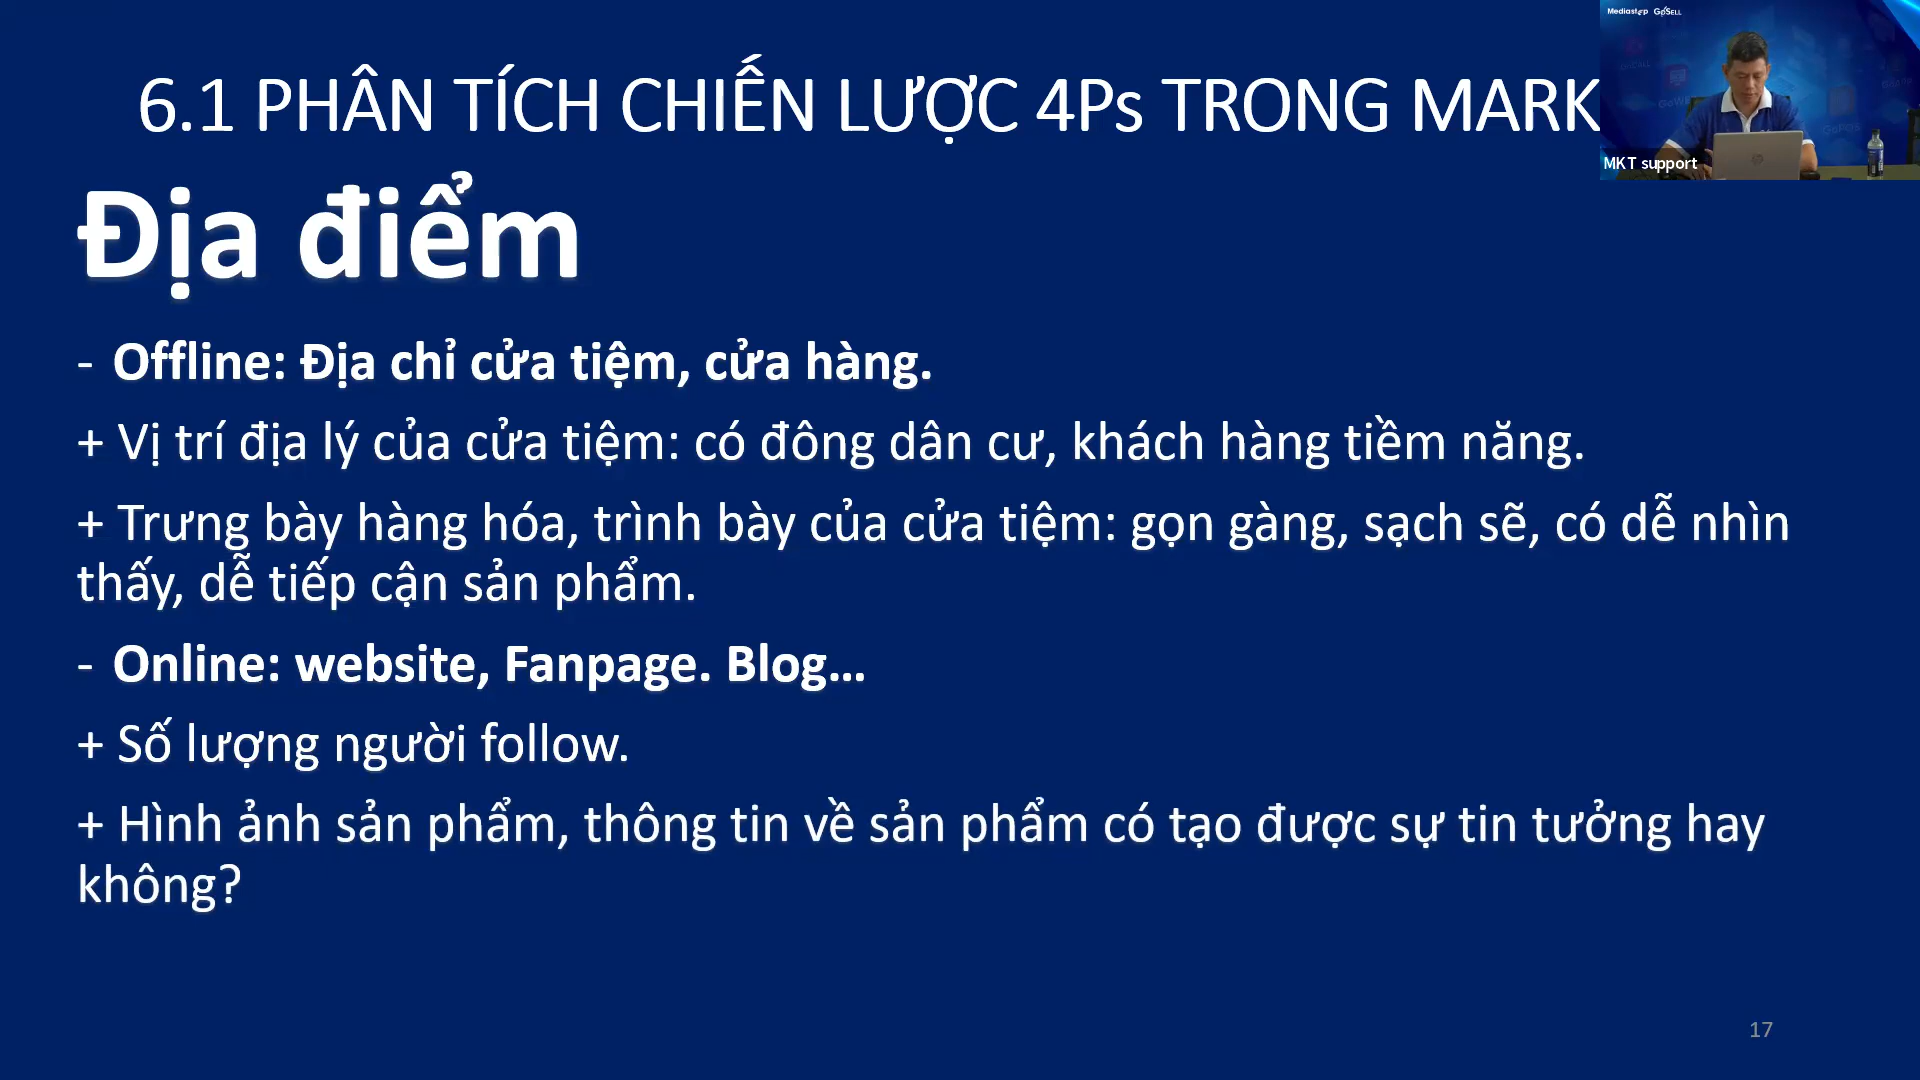 Mediastep GoSELL
6.1 PHÂN TÍCH CHIẾN LƯỢC 4Ps TRONG MARK
MKT support
Địa điểm
- Offline: Địa chỉ cửa tiệm, cửa hàng.
+ Vị trí địa lý của cửa tiệm: có đông dân cư, khách hàng tiềm năng.
+ Trưng bày hàng hóa, trình bày của cửa tiệm: gọn gàng, sạch sẽ, có dễ nhìn
thấy, dễ tiếp cận sản phẩm.
- Online: website, Fanpage. Blog...
+ Số lượng người follow.
+ Hình ảnh sản phẩm, thông tin về sản phẩm có tạo được sự tin tưởng hay
không?
17